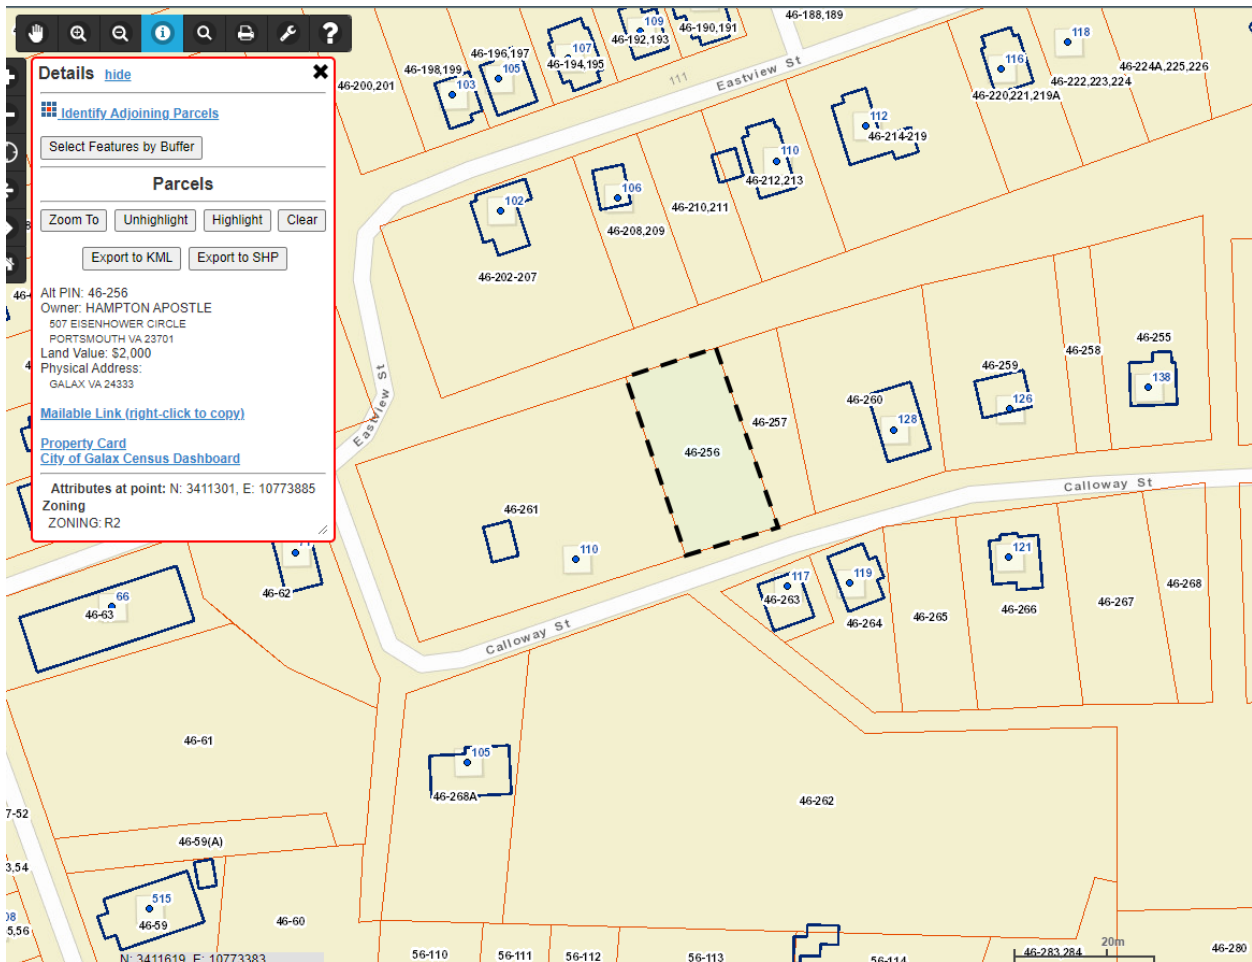 Details hide
Identify Adjoining Parcels
Select Features by Buffer
Parcels
Zoom To
Unhighlight
Highlight
Clear
Export to KML
Export to SHP
Alt PIN: 46-256
Owner: HAMPTON APOSTLE
507 EISENHOWER CIRCLE
PORTSMOUTH VA 23701
Land Value: $2,000
Physical Address:
GALAX VA 24333
Mailable Link (right-click to copy)
Property Card
City of Galax Census Dashboard
Attributes at point: N: 3411301, E: 10773885
Zoning
ZONING: R2
46-188,189
109
46-190,191
46-192,193
107
46-194,195
46-196,197
105
46-198,199
103
46-200,201
111
Eastview St
118
116
46-224A,225,226
46-222,223,224
46-220,221,219A
112
46-214-219
110
46-212,213
106
46-210,211
102
46-208,209
46-202-207
Eastview St
46-255
46-258
46-259
138
46-260
126
46-257
128
46-256
Calloway St
46-261
110
121
117
119
46-263
46-264
46-265
46-266
46-267
46-268
46-62
66
46-63
Calloway St
46-61
105
46-268A
46-262
7-52
46-59(A)
3,54
515
46-59
46-60
08
5,56
20m
46-283,284
46-280
56-110
56-111
56-112
56-113
56-114
N: 3411619, E: 10773383